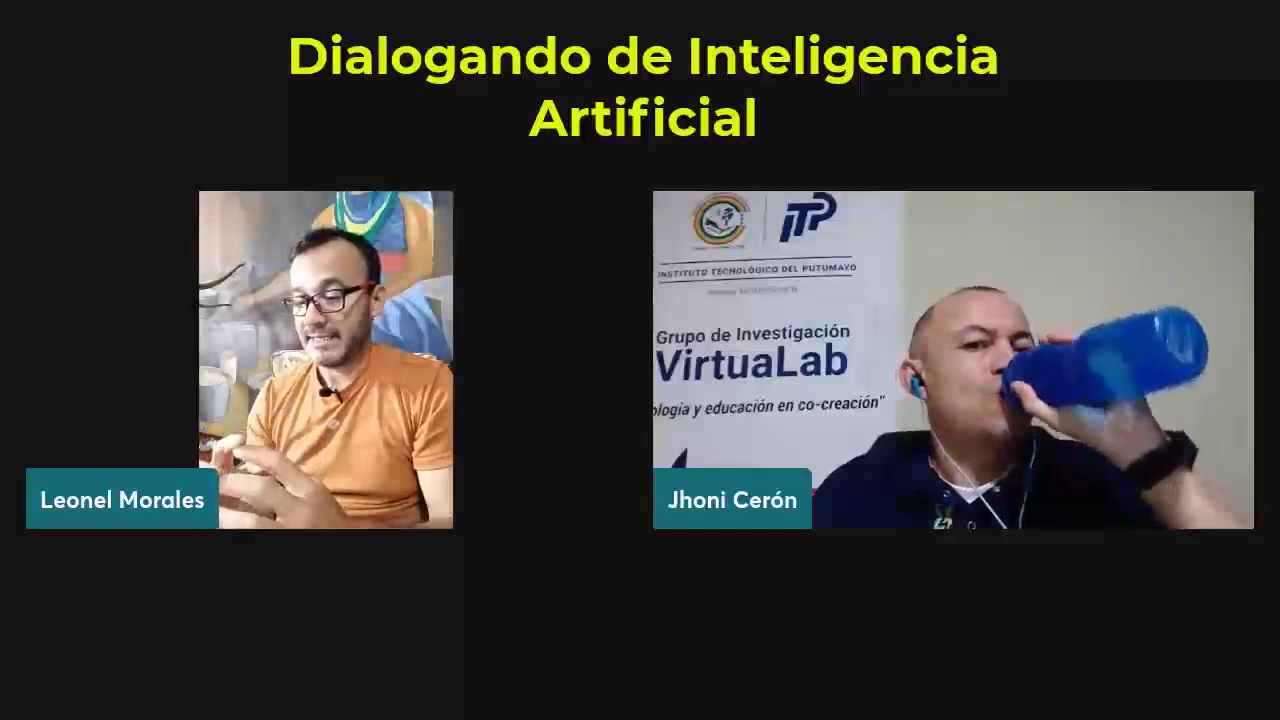 Dialogando de Inteligencia
Artificial
ITP
INSTITUTO TECNOLÓGICO DEL PUTUMAYO
Grupo de Investigación
VirtuaLab
ología y educación en co-creación"
Leonel Morales
Jhoni Cerón